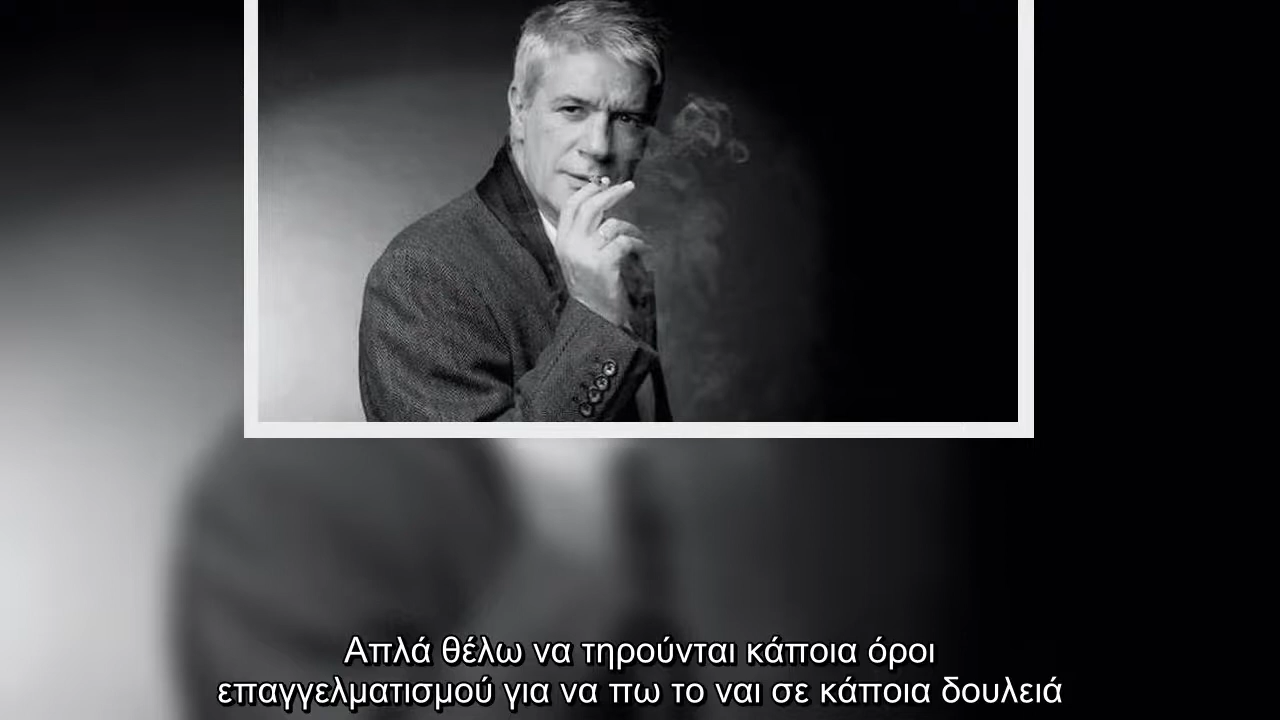 Απλά θέλω να τηρούνται κάποια όροι
επαγγελματισμού για να πω το ναι σε κάποια δουλειά